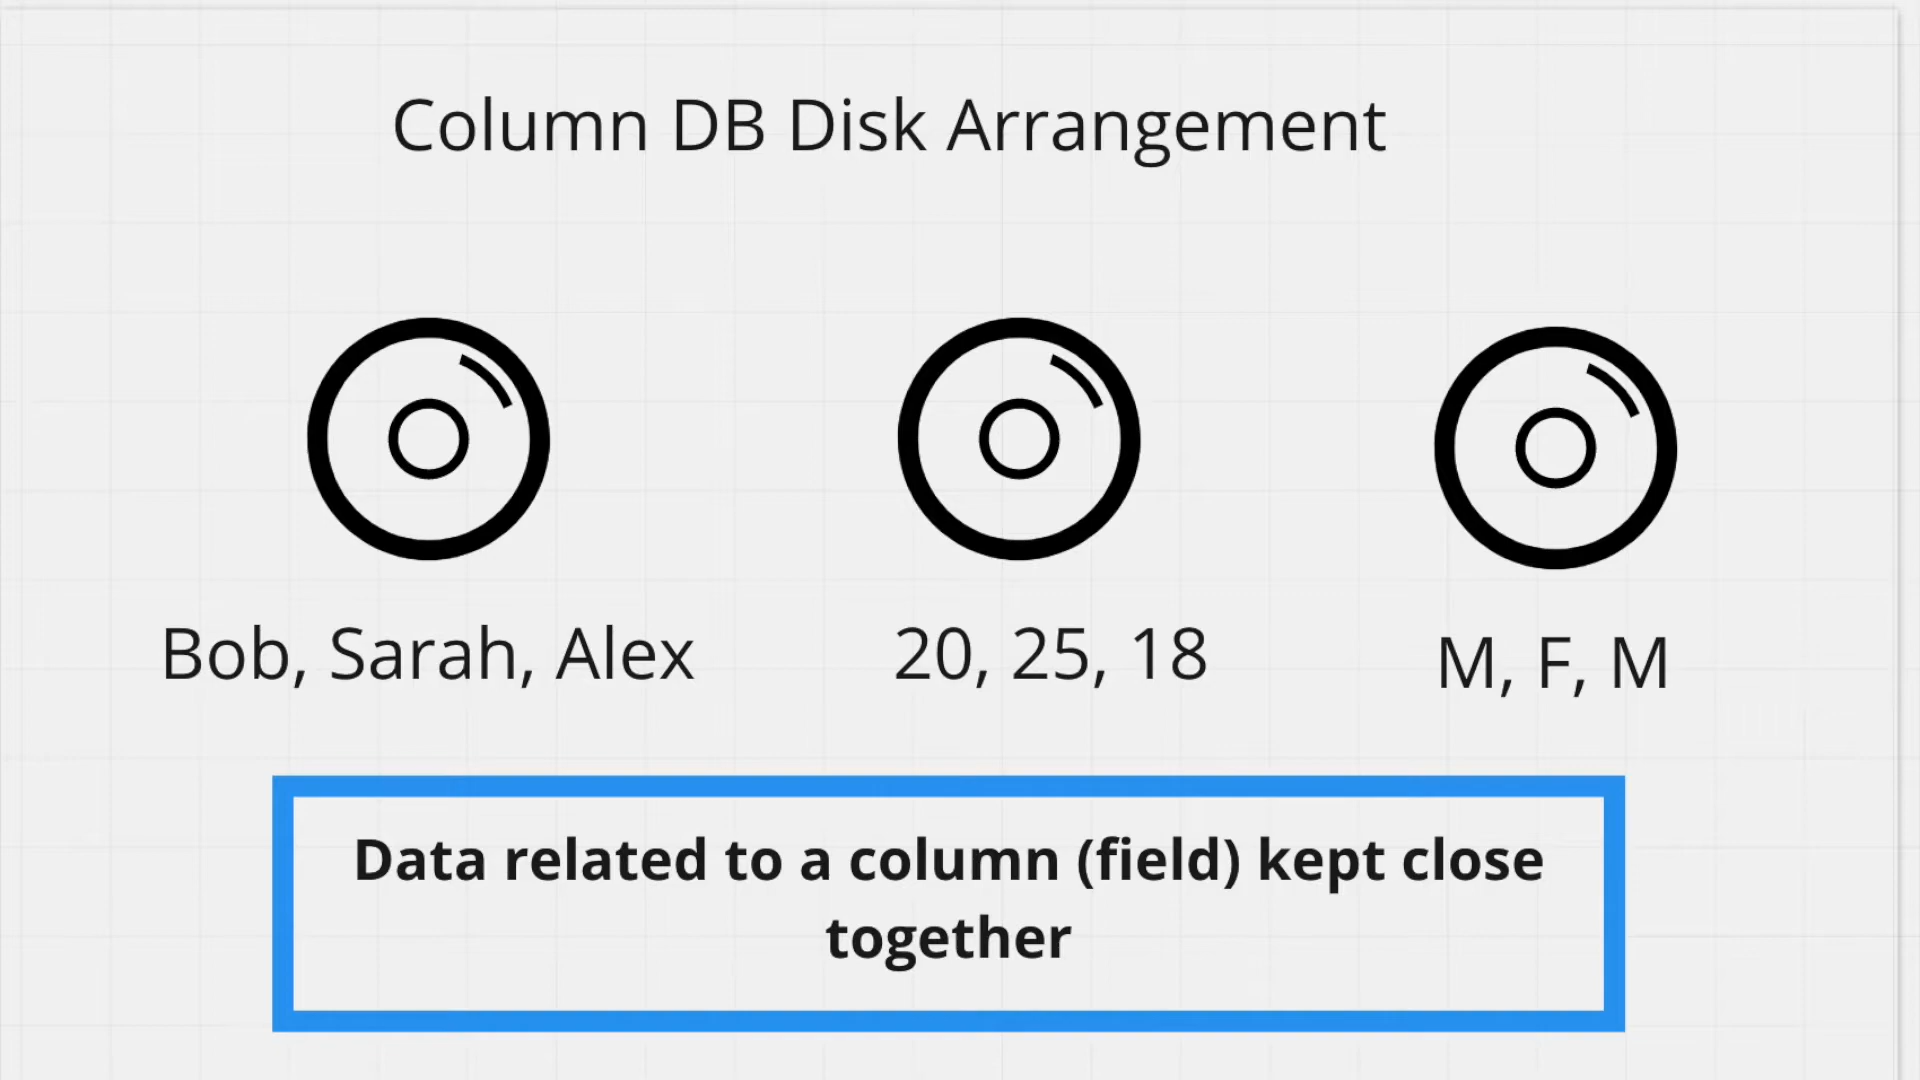 Column DB Disk Arrangement
Bob, Sarah, Alex
20, 25, 18
M, F, M
Data related to a column (field) kept close
together